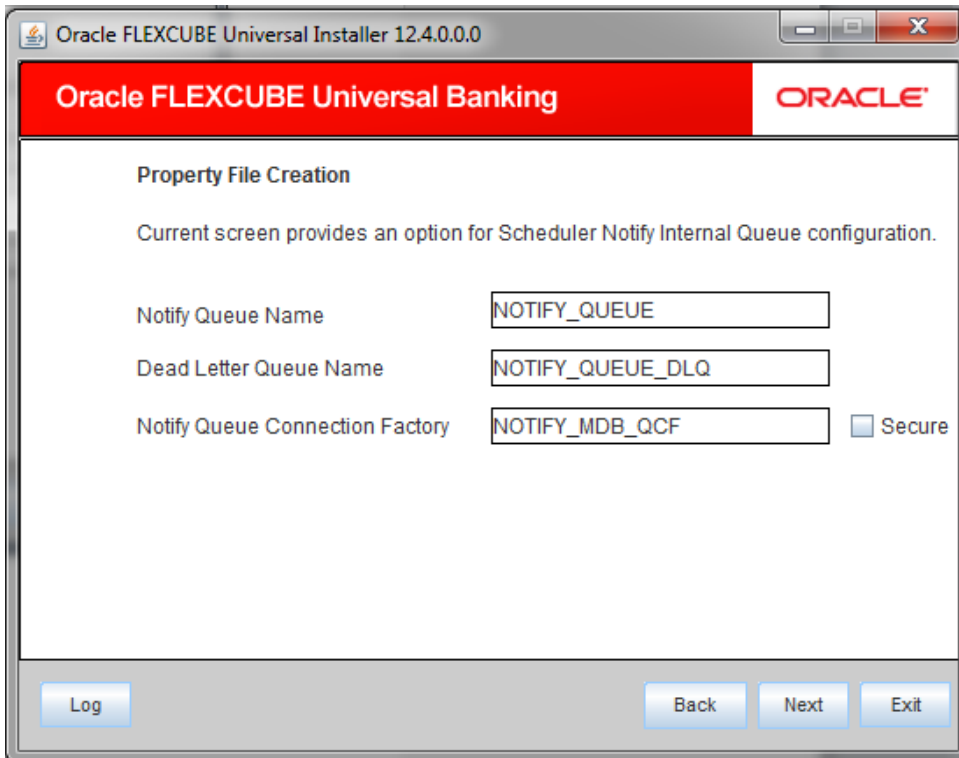 Oracle FLEXCUBE Universal Installer 12.4.0.0.0
Oracle FLEXCUBE Universal Banking
ORACLE
Property File Creation
Current screen provides an option for Scheduler Notify Internal Queue configuration.
Notify Queue Name NOTIFY_QUEUE
Dead Letter Queue Name NOTIFY_QUEUE_DLQ
Notify Queue Connection Factory NOTIFY_MDB_QCF Secure
Log Back Next Exit